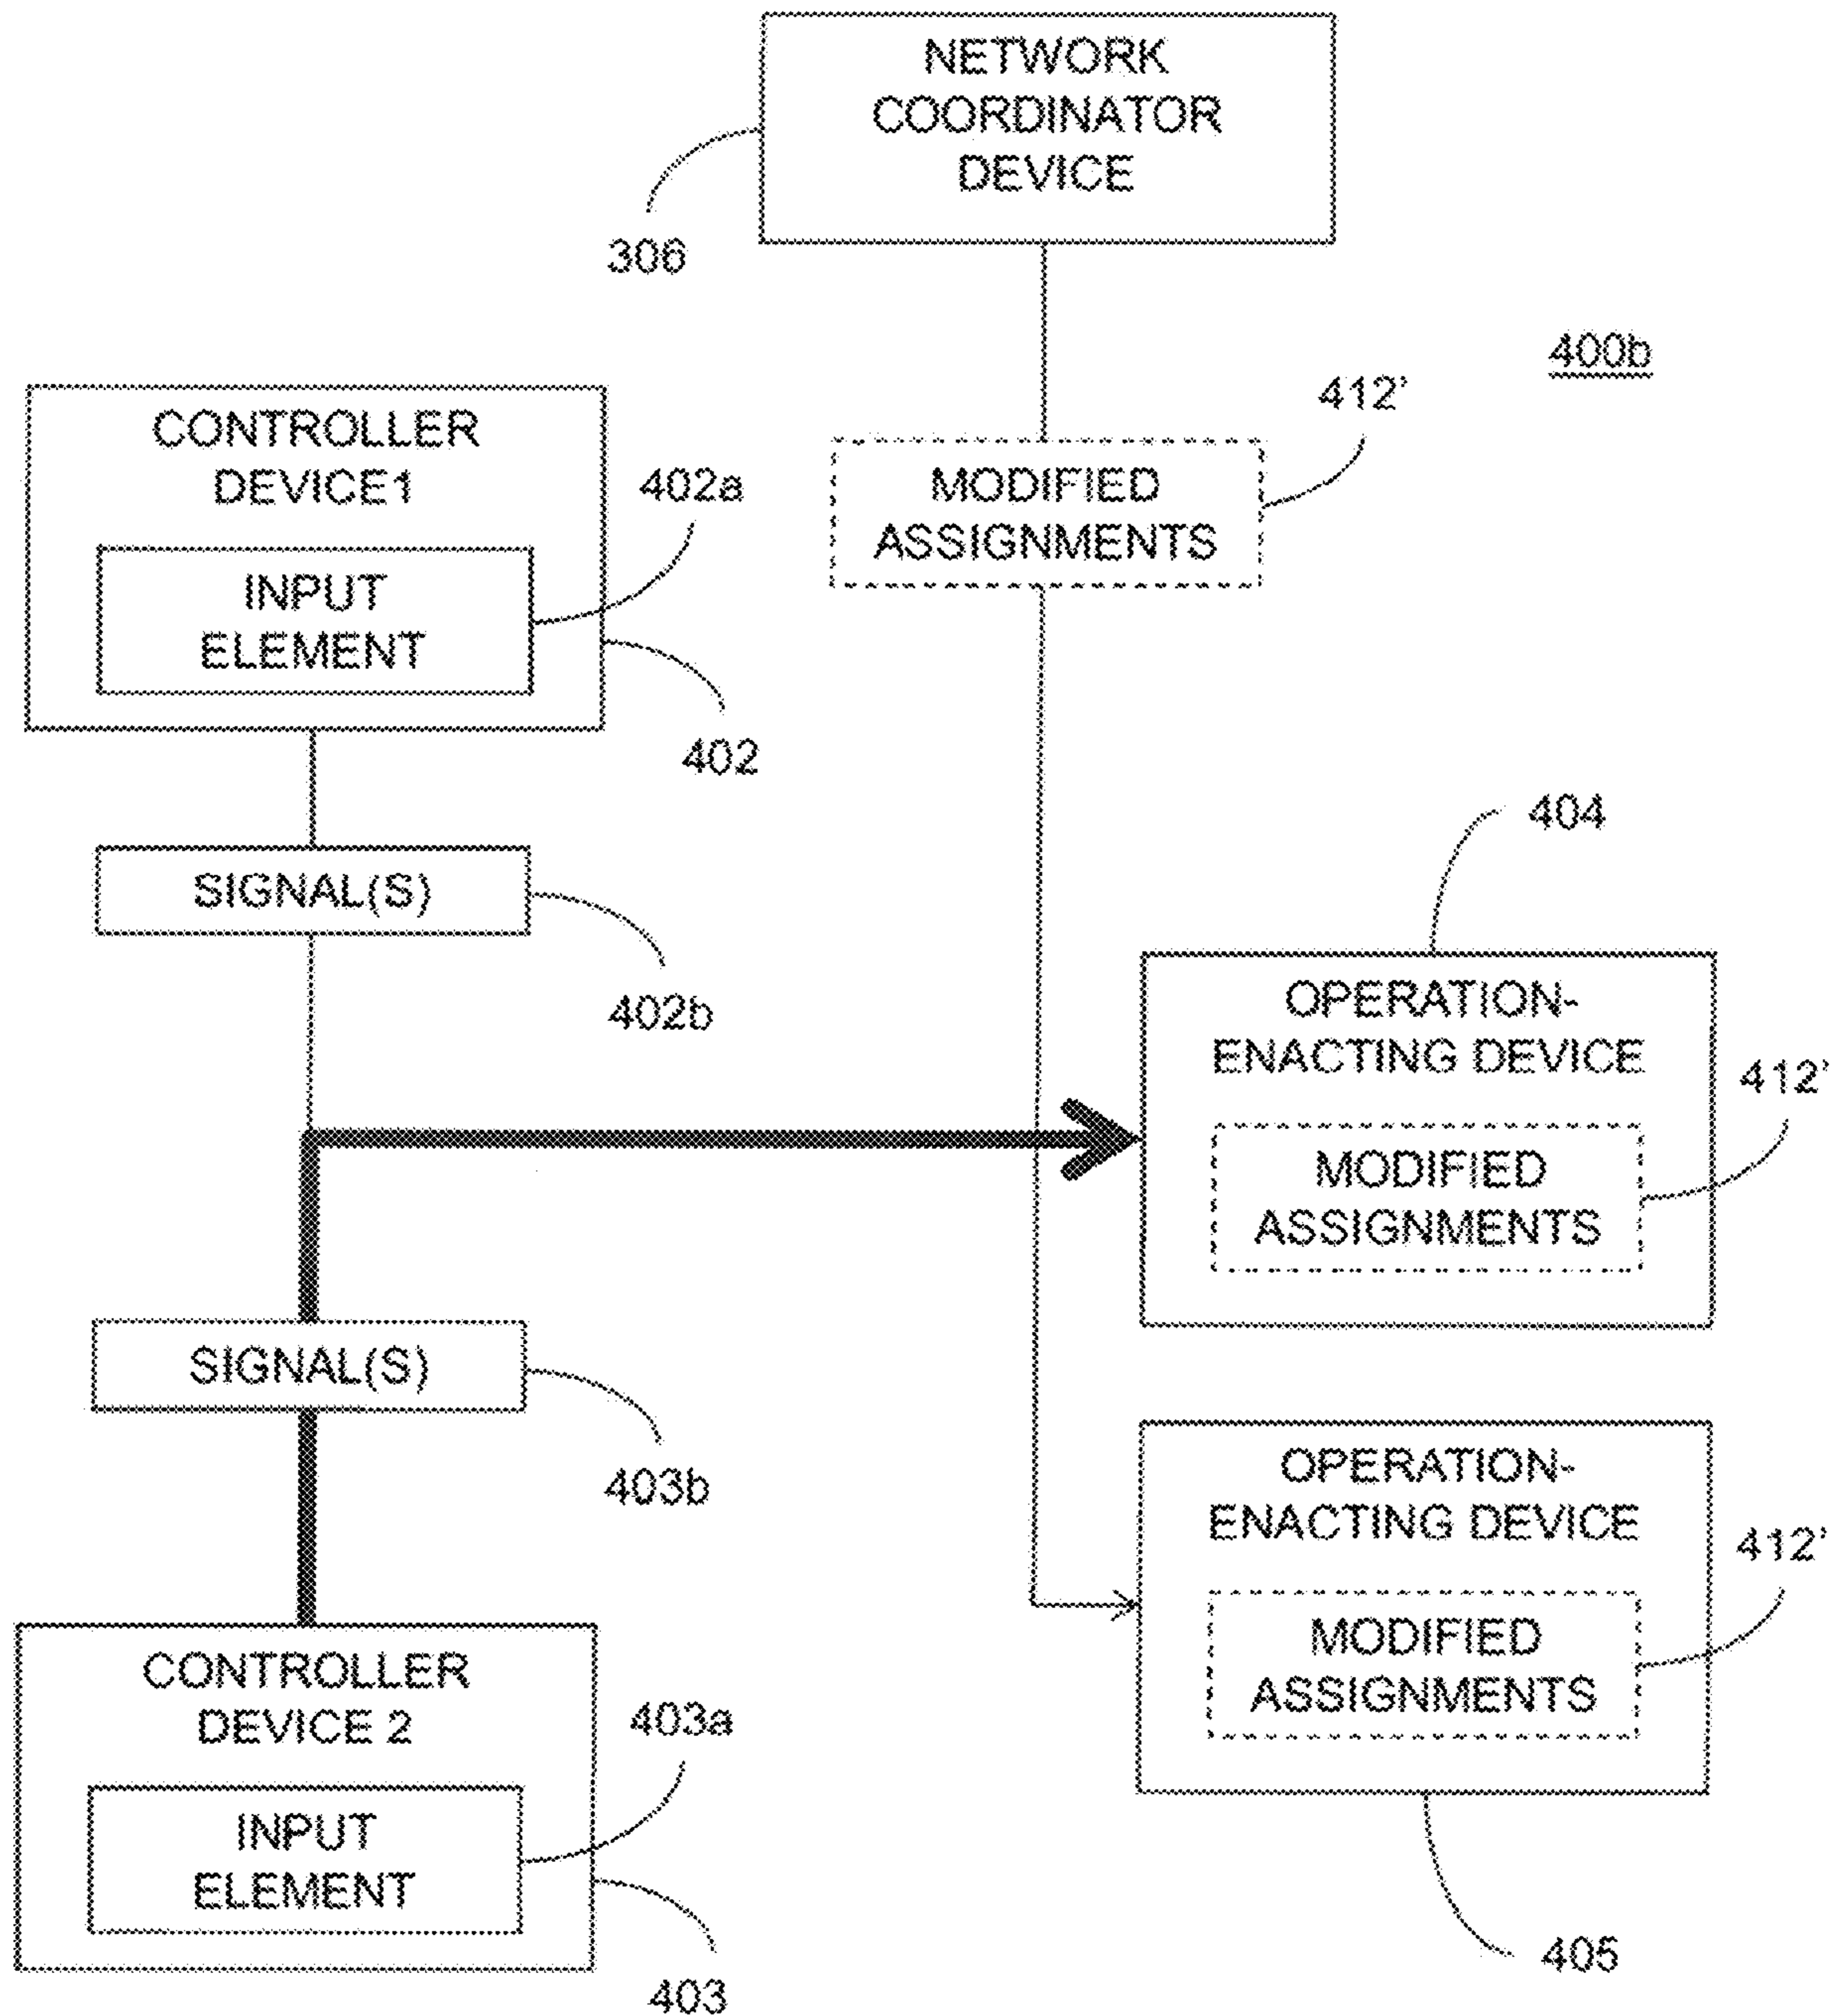 NETWORK
COORDINATOR
DEVICE
306
400b
412'
CONTROLLER
DEVICE1
402a
MODIFIED
ASSIGNMENTS
INPUT
ELEMENT
402
404
SIGNAL(S)
402b
OPERATION-
ENACTING DEVICE
412'
MODIFIED
ASSIGNMENTS
SIGNAL(S)
403b
OPERATION-
ENACTING DEVICE
412'
MODIFIED
ASSIGNMENTS
CONTROLLER
DEVICE 2
403a
INPUT
ELEMENT
405
403